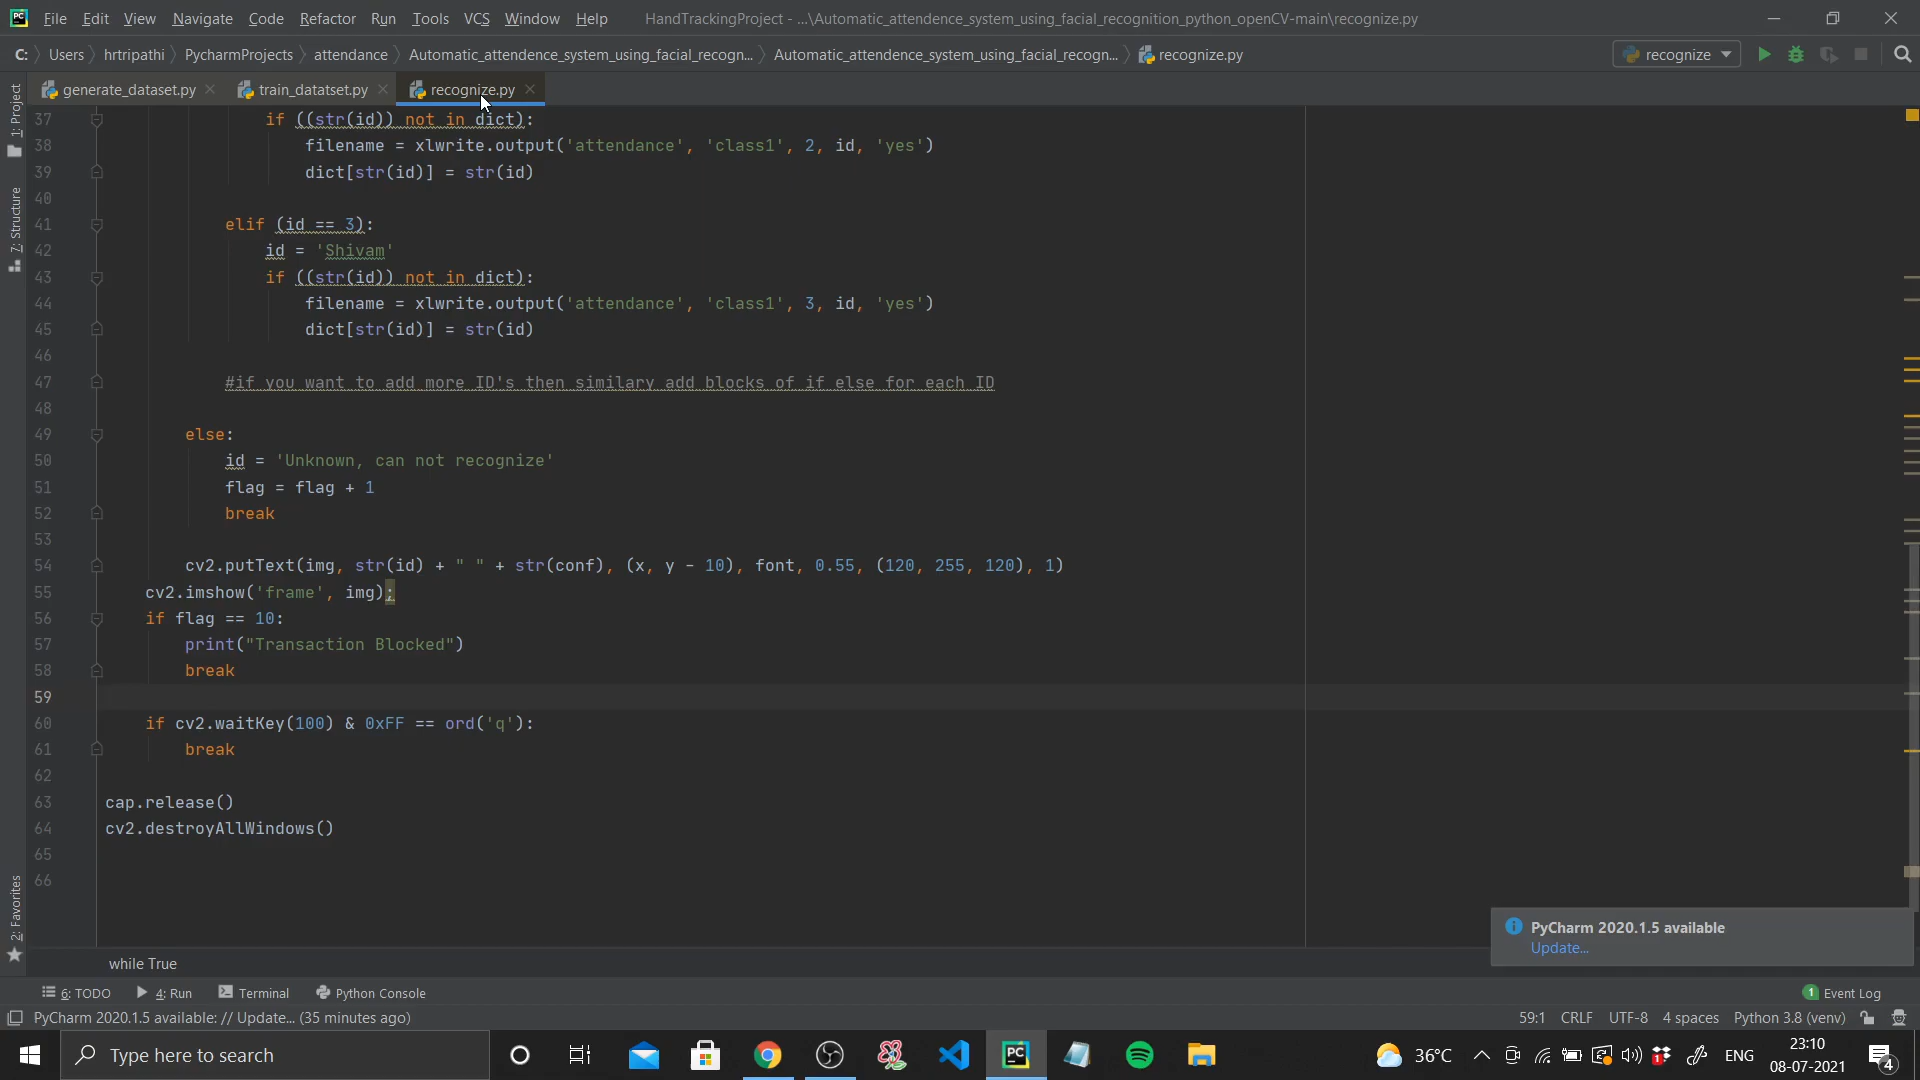 PC File Edit View Navigate Code Refactor Run Tools VCS Window Help HandTrackingProject - ...\Automatic_attendence_system_using_facial_recognition_python_openCV-main\recognize.py
C: Users hrtripathi PycharmProjects attendance Automatic_attendence_system_using_facial_recogn... Automatic_attendence_system_using_facial_recogn... recognize.py recognize
generate_dataset.py train_datatset.py recognize.py
1: Project
7: Structure
2: Favorites
37 if ((str(id)) not in dict):
38 filename = xlwrite.output('attendance', 'class1', 2, id, 'yes')
39 dict[str(id)] = str(id)
40
41 elif (id == 3):
42 id = 'Shivam'
43 if ((str(id)) not in dict):
44 filename = xlwrite.output('attendance', 'class1', 3, id, 'yes')
45 dict[str(id)] = str(id)
46
47 #if you want to add more ID's then similary add blocks of if else for each ID
48
49 else:
50 id = 'Unknown, can not recognize'
51 flag = flag + 1
52 break
53
54 cv2.putText(img, str(id) + " " + str(conf), (x, y - 10), font, 0.55, (120, 255, 120), 1)
55 cv2.imshow('frame', img);
56 if flag == 10:
57 print("Transaction Blocked")
58 break
59
60 if cv2.waitKey(100) & 0xFF == ord('q'):
61 break
62
63 cap.release()
64 cv2.destroyAllWindows()
65
66
PyCharm 2020.1.5 available
Update...
while True
6: TODO 4: Run Terminal Python Console 1 Event Log
PyCharm 2020.1.5 available: // Update... (35 minutes ago) 59:1 CRLF UTF-8 4 spaces Python 3.8 (venv)
Type here to search PC 36°C 1 ENG 23:10
08-07-2021 4